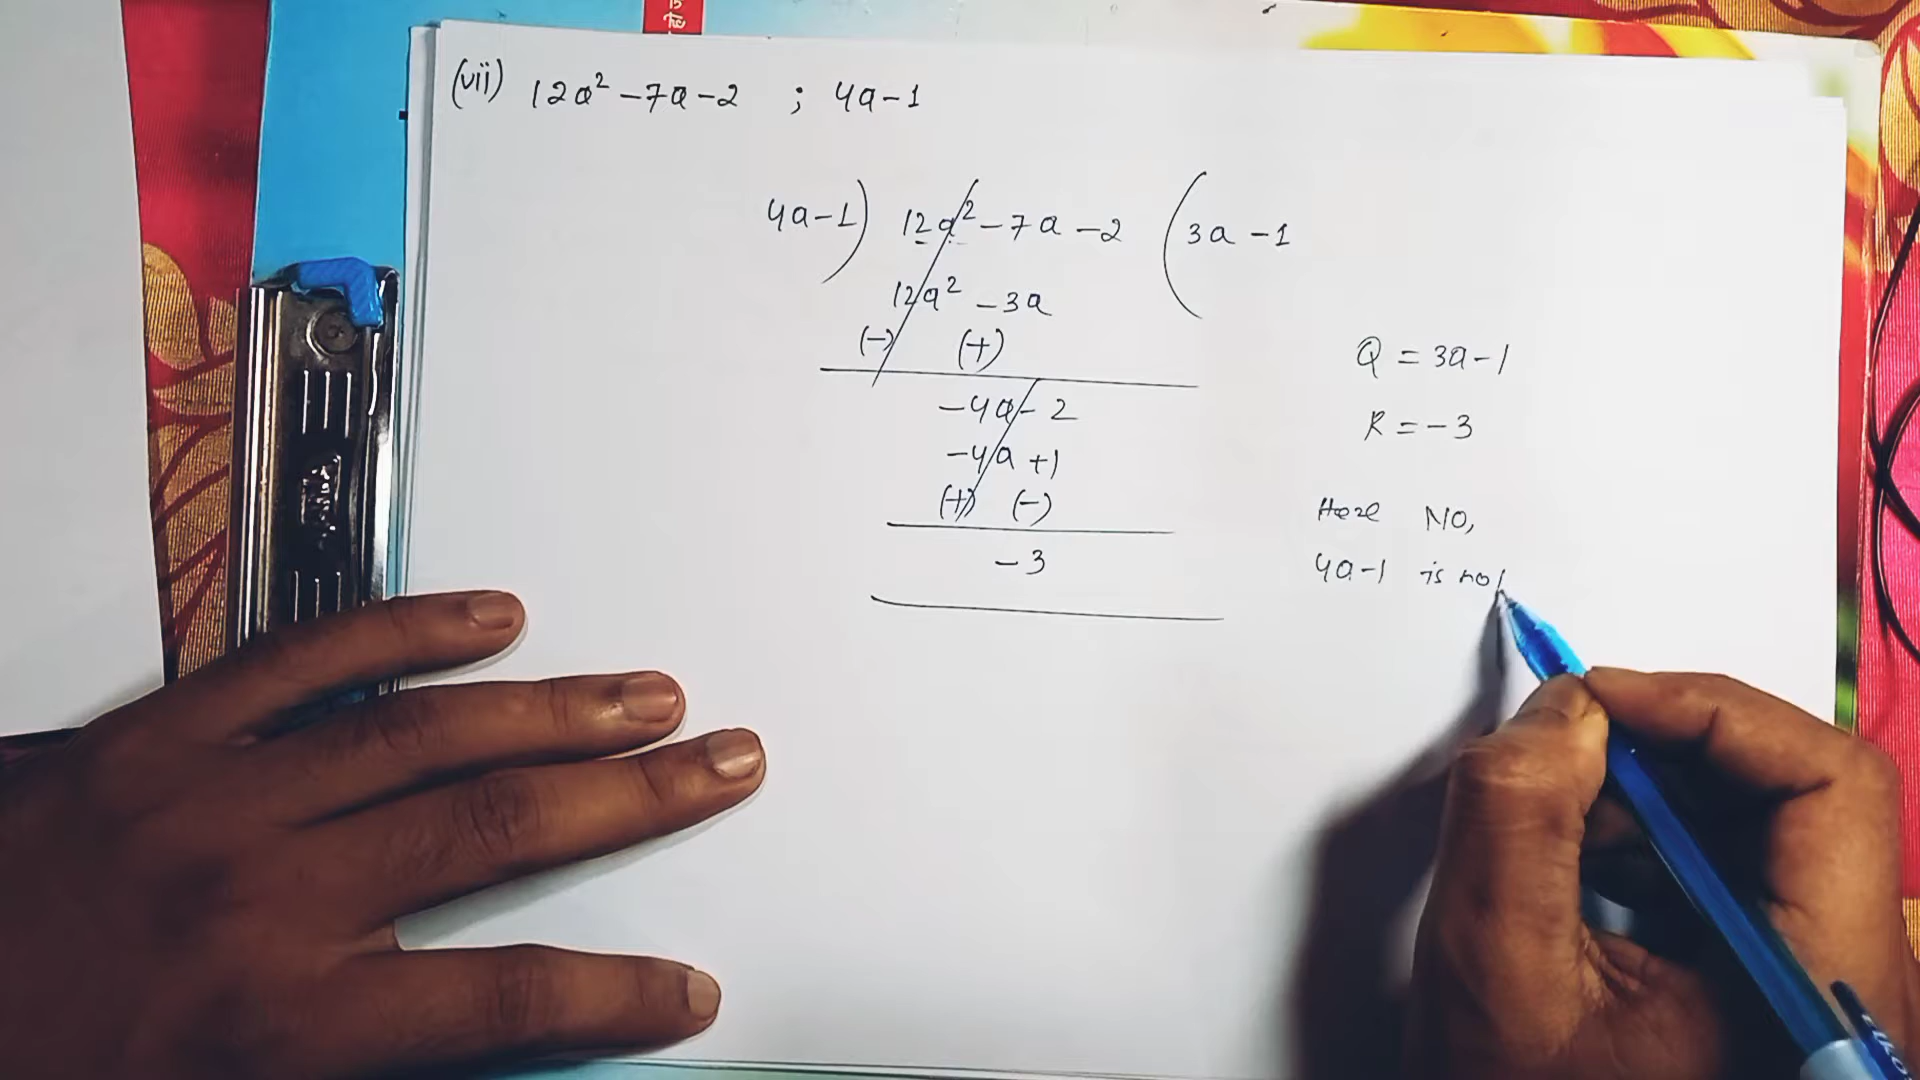 (vii) 12a² - 7a - 2 ; 4a - 1
4a - 1) 12a² - 7a - 2 (3a - 1
12a² - 3a
(-) (+)
-4a - 2
-4a + 1
(+) (-)
-3
Q = 3a - 1
R = -3
Here NO,
4a - 1 is not